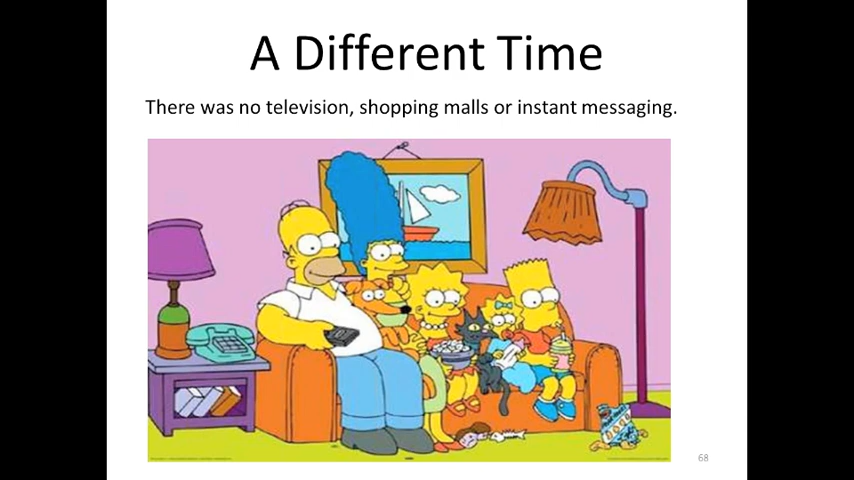 A Different Time
There was no television, shopping malls or instant messaging.
68